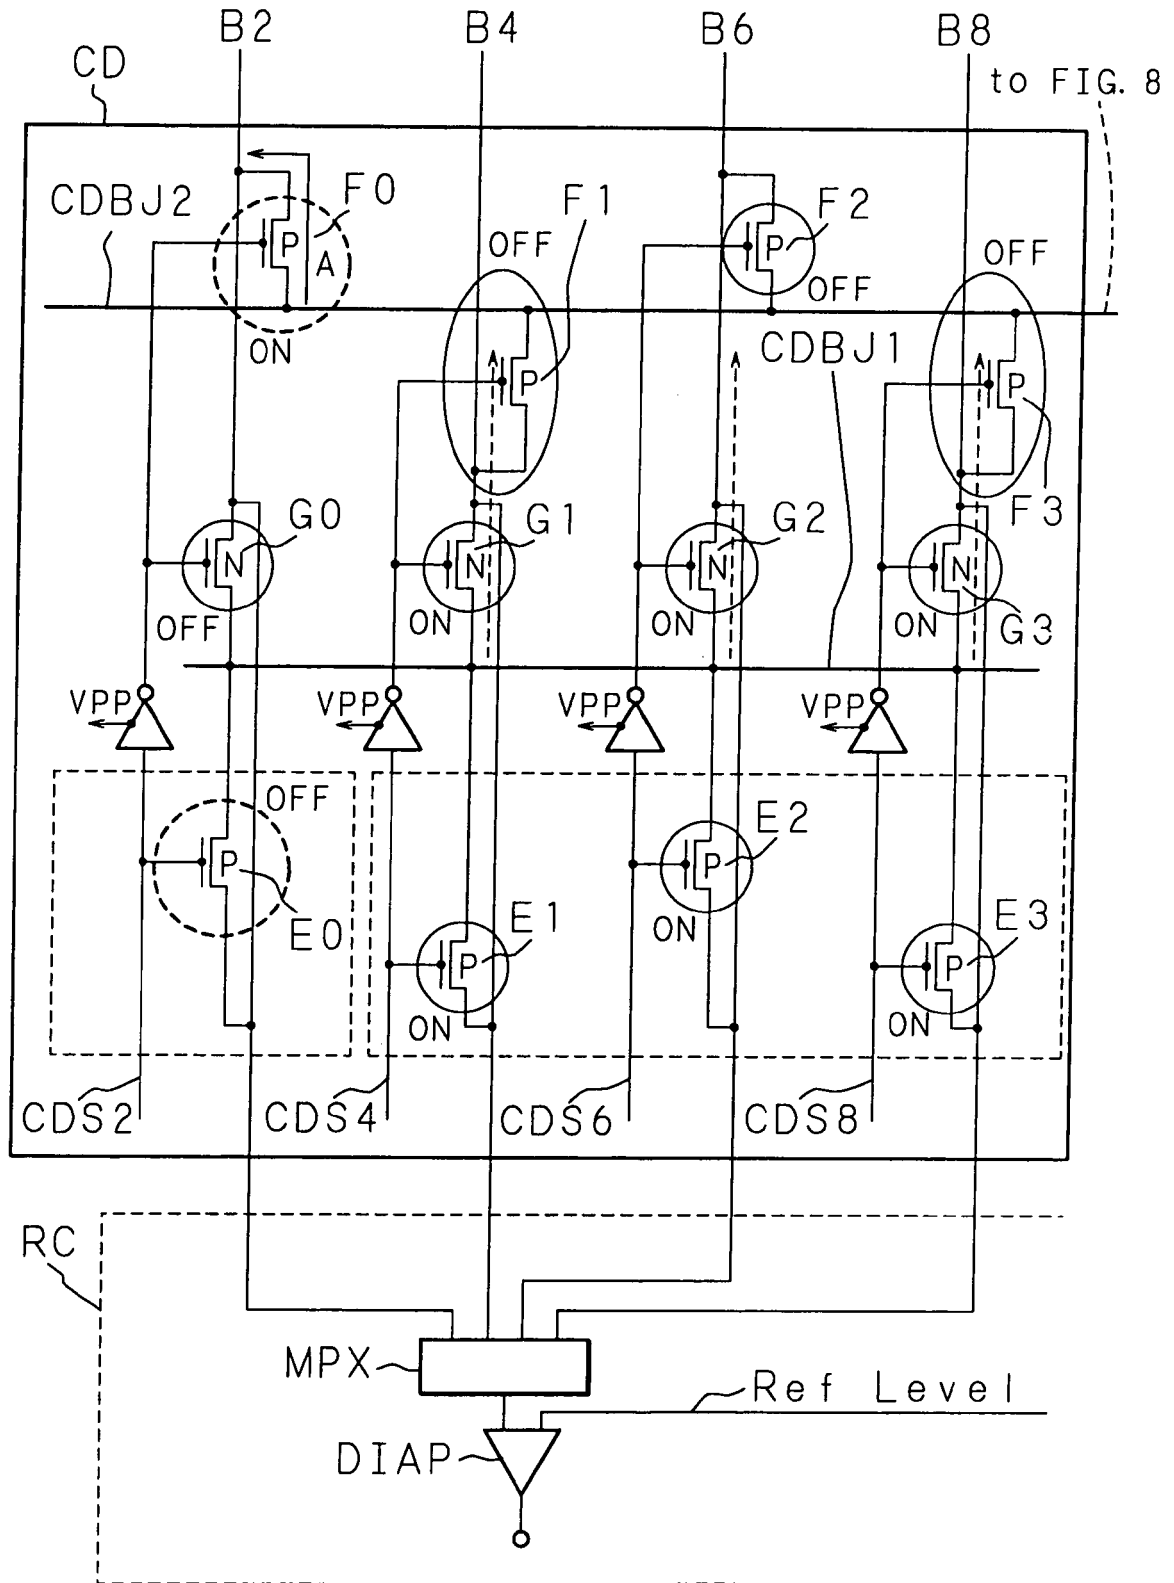 B2
B4
B6
B8
CD
to FIG. 8
CDBJ2
F0
F1
F2
P
A
OFF
P
OFF
OFF
ON
CDBJ1
P
P
F3
G0
G1
G2
N
N
N
N
OFF
ON
ON
ON
G3
VPP
VPP
VPP
VPP
OFF
E2
P
P
E0
E1
ON
E3
P
P
ON
ON
CDS2
CDS4
CDS6
CDS8
RC
MPX
Ref Level
DIAP